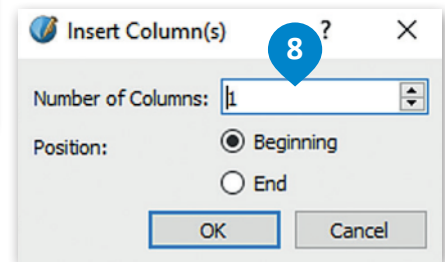 Insert Column(s) ? ×
8
Number of Columns: 1
Position: Beginning
End
OK Cancel